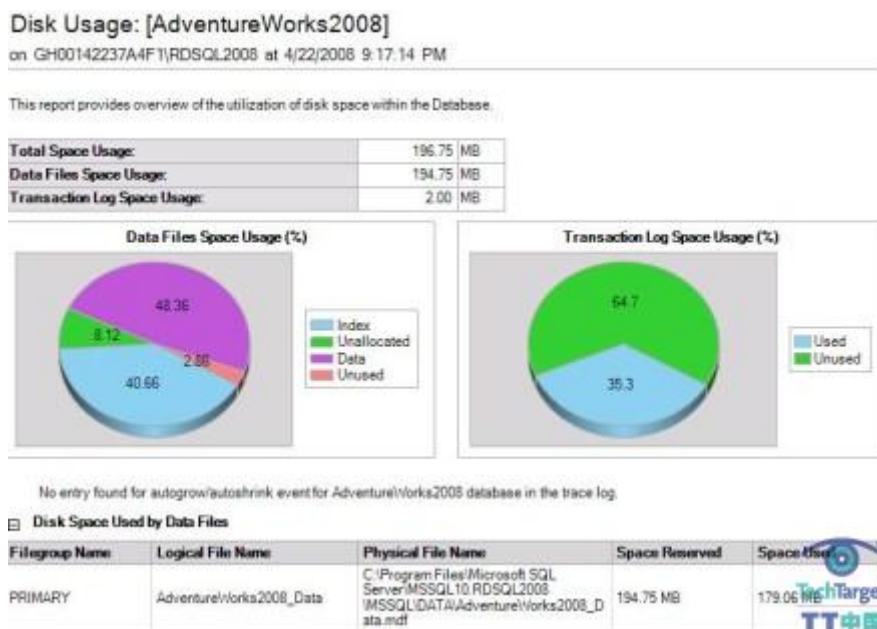 Disk Usage: [AdventureWorks2008]
on GH00142237A4F1\RDSQL2008 at 4/22/2008 9:17:14 PM
This report provides overview of the utilization of disk space within the Database.
Total Space Usage: 196.75 MB
Data Files Space Usage: 194.75 MB
Transaction Log Space Usage: 2.00 MB
Data Files Space Usage (%)
48.36
8.12
2.86
40.66
Index
Unallocated
Data
Unused
Transaction Log Space Usage (%)
64.7
35.3
Used
Unused
No entry found for autogrow/autoshrink event for AdventureWorks2008 database in the trace log.
Disk Space Used by Data Files
Filegroup Name Logical File Name Physical File Name Space Reserved Space Used
PRIMARY AdventureWorks2008_Data C:\Program Files\Microsoft SQL
Server\MSSQL10.RDSQL2008
\MSSQL\DATA\AdventureWorks2008_D
ata.mdf 194.75 MB 179.06 MB
TechTarge
TT中国